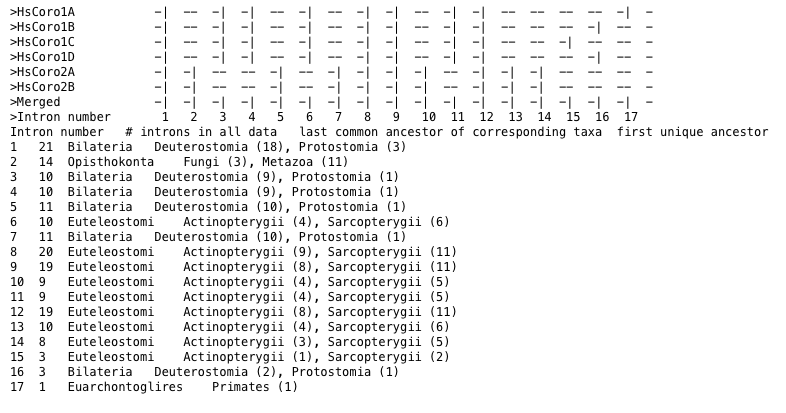 >HsCoro1A −| −− −| −| −− −| −| −| −| −− −| −| −− −− −− −− −| −
>HsCoro1B −| −− −| −| −− −| −| −| −| −− −| −| −− −− −− −| −− −
>HsCoro1C −| −− −| −| −− −| −| −| −| −− −| −| −− −− −| −− −− −
>HsCoro1D −| −− −| −| −− −| −| −| −| −− −| −| −− −− −− −| −− −
>HsCoro2A −| −| −− −− −| −− −− −| −| −| −− −| −| −| −− −− −− −
>HsCoro2B −| −| −− −− −| −− −− −| −| −| −− −| −| −| −− −− −− −
>Merged −| −| −| −| −| −| −| −| −| −| −| −| −| −| −| −| −| −
>Intron number 1 2 3 4 5 6 7 8 9 10 11 12 13 14 15 16 17
Intron number # introns in all data last common ancestor of corresponding taxa first unique ancestor
1 21 Bilateria Deuterostomia (18), Protostomia (3)
2 14 Opisthokonta Fungi (3), Metazoa (11)
3 10 Bilateria Deuterostomia (9), Protostomia (1)
4 10 Bilateria Deuterostomia (9), Protostomia (1)
5 11 Bilateria Deuterostomia (10), Protostomia (1)
6 10 Euteleostomi Actinopterygii (4), Sarcopterygii (6)
7 11 Bilateria Deuterostomia (10), Protostomia (1)
8 20 Euteleostomi Actinopterygii (9), Sarcopterygii (11)
9 19 Euteleostomi Actinopterygii (8), Sarcopterygii (11)
10 9 Euteleostomi Actinopterygii (4), Sarcopterygii (5)
11 9 Euteleostomi Actinopterygii (4), Sarcopterygii (5)
12 19 Euteleostomi Actinopterygii (8), Sarcopterygii (11)
13 10 Euteleostomi Actinopterygii (4), Sarcopterygii (6)
14 8 Euteleostomi Actinopterygii (3), Sarcopterygii (5)
15 3 Euteleostomi Actinopterygii (1), Sarcopterygii (2)
16 3 Bilateria Deuterostomia (2), Protostomia (1)
17 1 Euarchontoglires Primates (1)